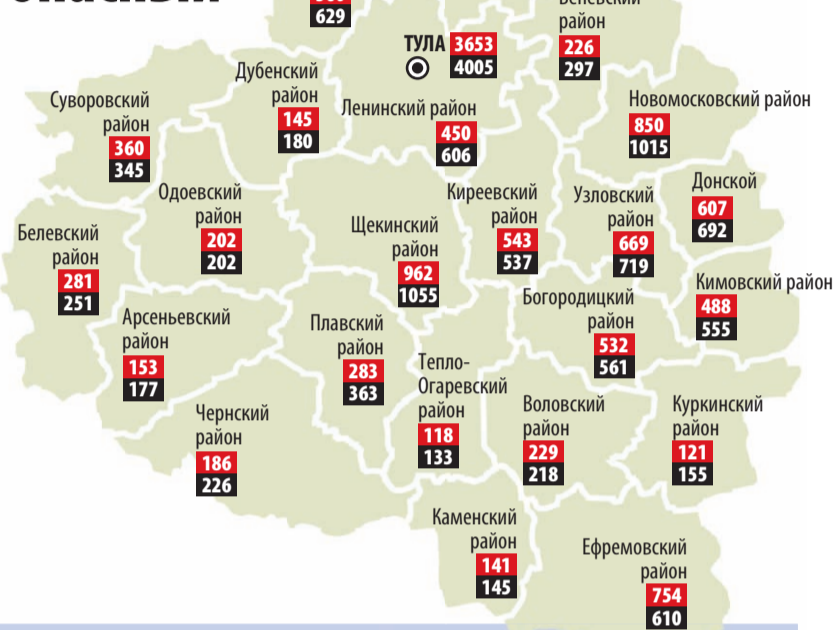 629
ТУЛА 3653
4005
район
226
297
Дубенский
район
145
180
Суворовский
район
360
345
Ленинский район
450
606
Новомосковский район
850
1015
Одоевский
район
202
202
Киреевский
район
543
537
Узловский
район
669
719
Донской
607
692
Белевский
район
281
251
Щекинский
район
962
1055
Кимовский район
488
555
Арсеньевский
район
153
177
Плавский
район
283
363
Богородицкий
район
532
561
Тепло-
Огаревский
район
118
133
Чернский
район
186
226
Воловский
район
229
218
Куркинский
район
121
155
Каменский
район
141
145
Ефремовский
район
754
610